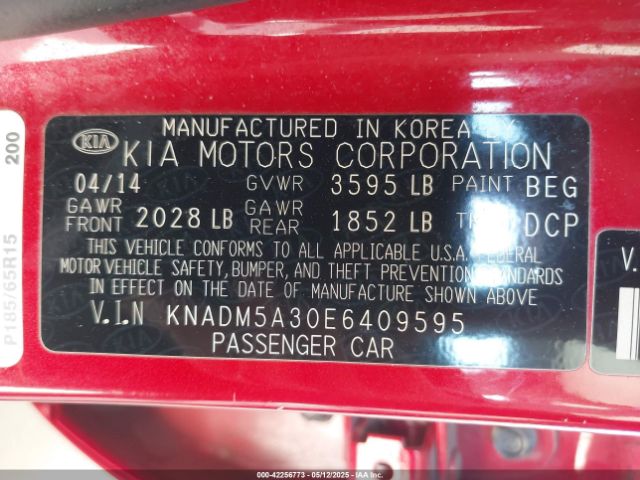 MANUFACTURED IN KOREA
KIA
KIA MOTORS CORPORATION
04/14 GVWR 3595 LB PAINT BEG
GAWR FRONT 2028 LB GAWR REAR 1852 LB DCP
THIS VEHICLE CONFORMS TO ALL APPLICABLE U.S.A. FEDERAL
MOTOR VEHICLE SAFETY, BUMPER, AND THEFT PREVENTION STANDARDS
IN EFFECT ON THE DATE OF MANUFACTURE SHOWN ABOVE
V.I.N KNADM5A30E6409595
PASSENGER CAR
P185/65R15
200
V.
000-42256773 - 05/12/2025 - IAAI.COM